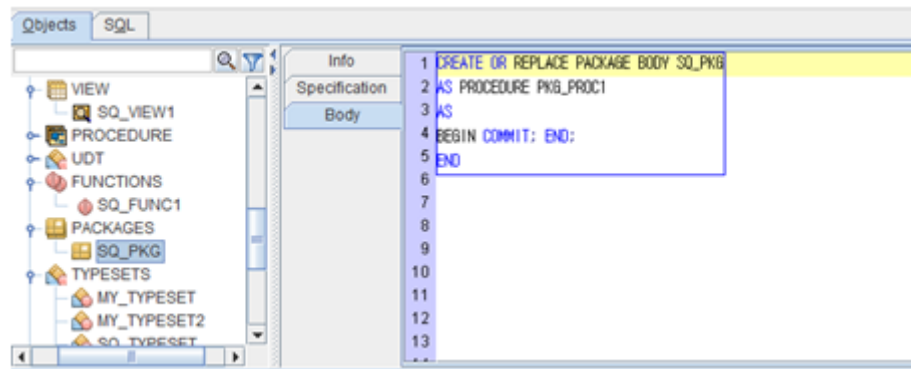 Objects SQL
VIEW
SQ_VIEW1
PROCEDURE
UDT
FUNCTIONS
SQ_FUNC1
PACKAGES
SQ_PKG
TYPESETS
MY_TYPESET
MY_TYPESET2
SQ_TYPESET
Info
Specification
Body
1 CREATE OR REPLACE PACKAGE BODY SQ_PKG
2 AS PROCEDURE PKG_PROC1
3 AS
4 BEGIN COMMIT; END;
5 END
6
7
8
9
10
11
12
13